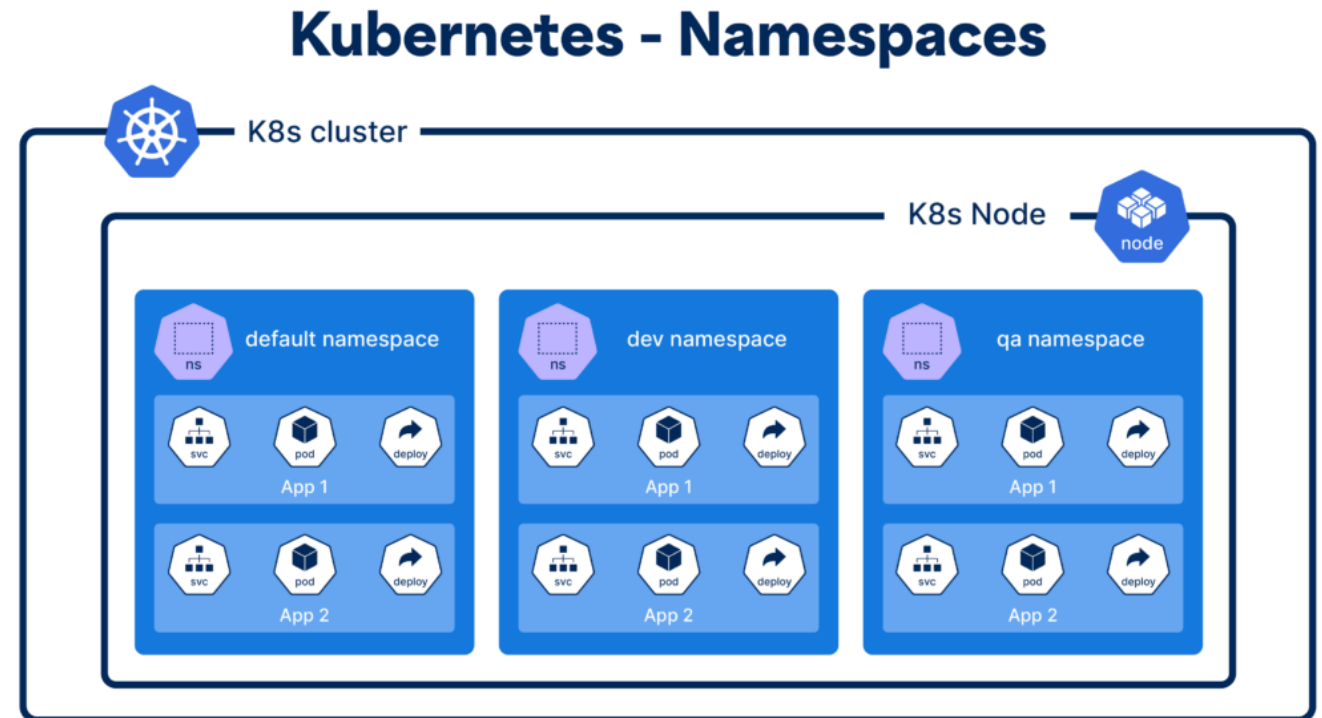 Kubernetes - Namespaces
K8s cluster
K8s Node
node
default namespace
ns
svc
pod
deploy
App 1
svc
pod
deploy
App 2
dev namespace
ns
svc
pod
deploy
App 1
svc
pod
deploy
App 2
qa namespace
ns
svc
pod
deploy
App 1
svc
pod
deploy
App 2